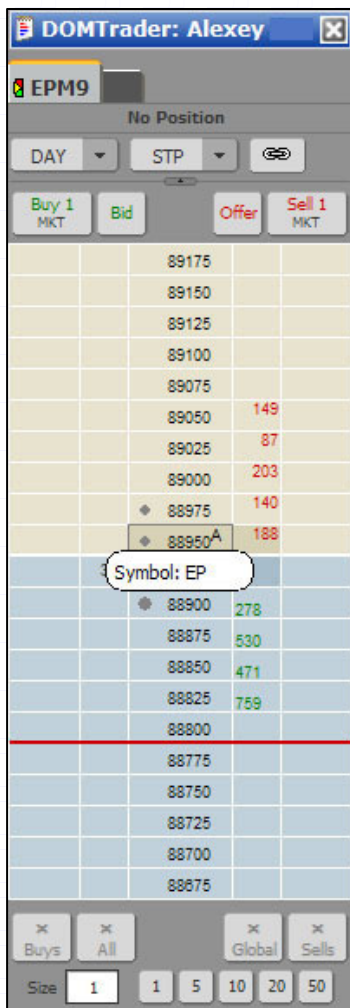 DOMTrader: Alexey
EPM9
No Position
DAY STP
Buy 1 MKT Bid Offer Sell 1 MKT
89175
89150
89125
89100
89075
89050 149
89025 87
89000 203
88975 140
88950 A 188
3
Symbol: EP
88900 278
88875 530
88850 471
88825 759
88800
88775
88750
88725
88700
88675
× Buys × All × Global × Sells
Size 1 1 5 10 20 50